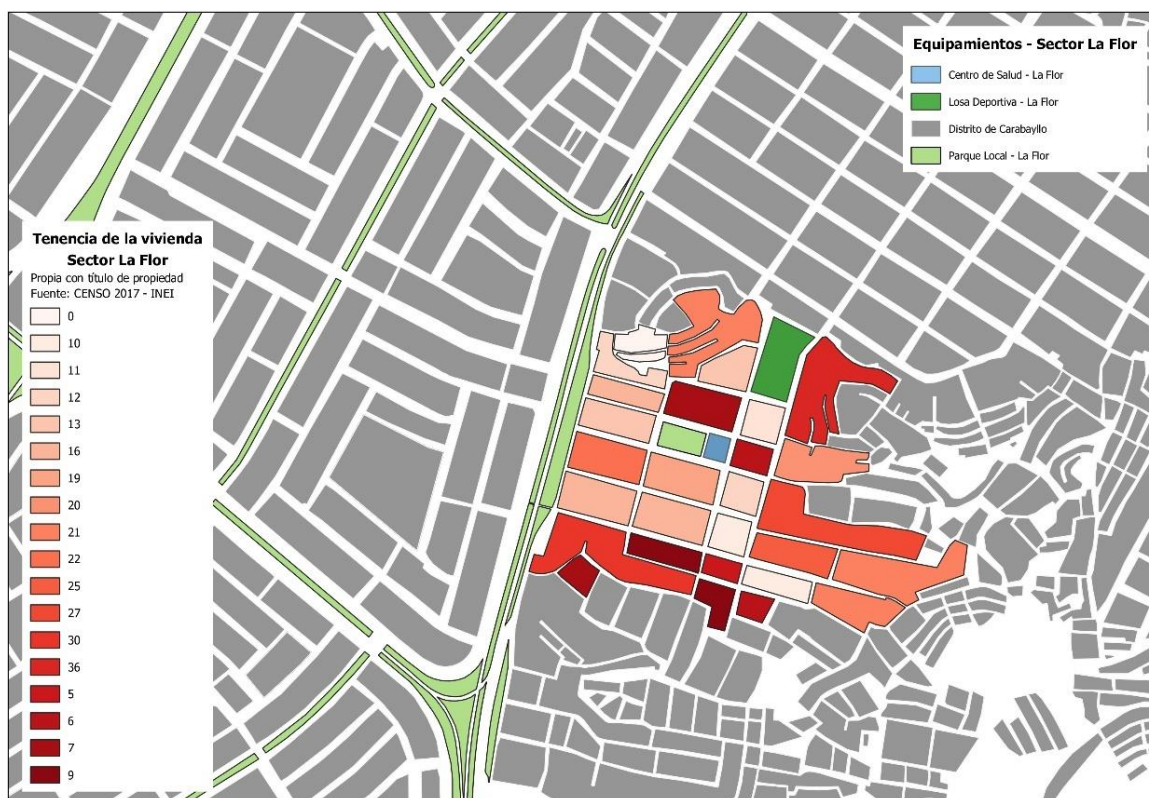 Equipamientos - Sector La Flor
Centro de Salud - La Flor
Losa Deportiva - La Flor
Distrito de Carabayllo
Parque Local - La Flor
Tenencia de la vivienda
Sector La Flor
Propia con título de propiedad
Fuente: CENSO 2017 - INEI
0
10
11
12
13
16
19
20
21
22
25
27
30
36
5
6
7
9